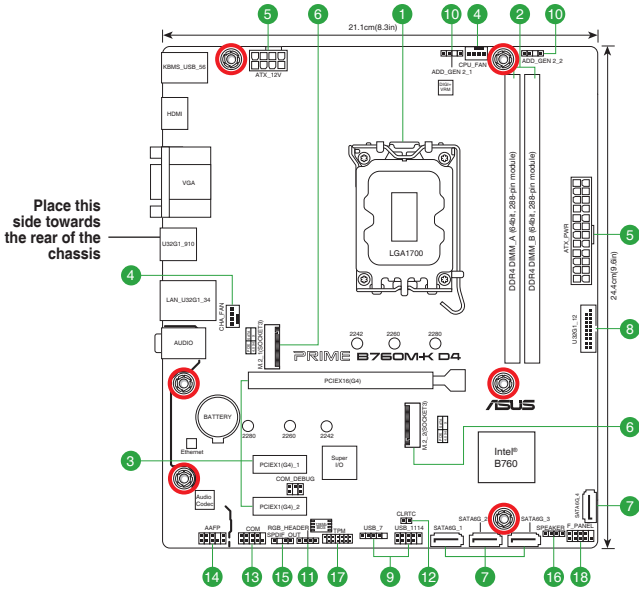 5
6
1
10
4
2
10
21.1cm(8.3in)
KBMS_USB_56
ATX_12V
ADD_GEN 2_1
CPU_FAN
ADD_GEN 2_2
DIGI+
VRM
HDMI
VGA
DDR4 DIMM_A (64bit, 288-pin module)
DDR4 DIMM_B (64bit, 288-pin module)
ATX_PWR
5
24.4cm(9.6in)
Place this
side towards
the rear of the
chassis
U32G1_910
LGA1700
4
LAN_U32G1_34
CHA_FAN
U32G1_12
8
AUDIO
M.2_1(SOCKET3)
2242
2260
2280
PRIME B760M-K D4
PCIEX16(G4)
ASUS
BATTERY
M.2_2(SOCKET3)
6
2280
2260
2242
Ethernet
Super
I/O
Intel®
B760
3
PCIEX1(G4)_1
COM_DEBUG
Audio
Codec
PCIEX1(G4)_2
SATA6G_4
7
AAFP
COM
RGB_HEADER
SPDIF_OUT
TPM
USB_7
CLRTC
USB_1114
SATA6G_1
SATA6G_2
SATA6G_3
SPEAKER
F_PANEL
14
13
15
11
17
9
12
7
16
18